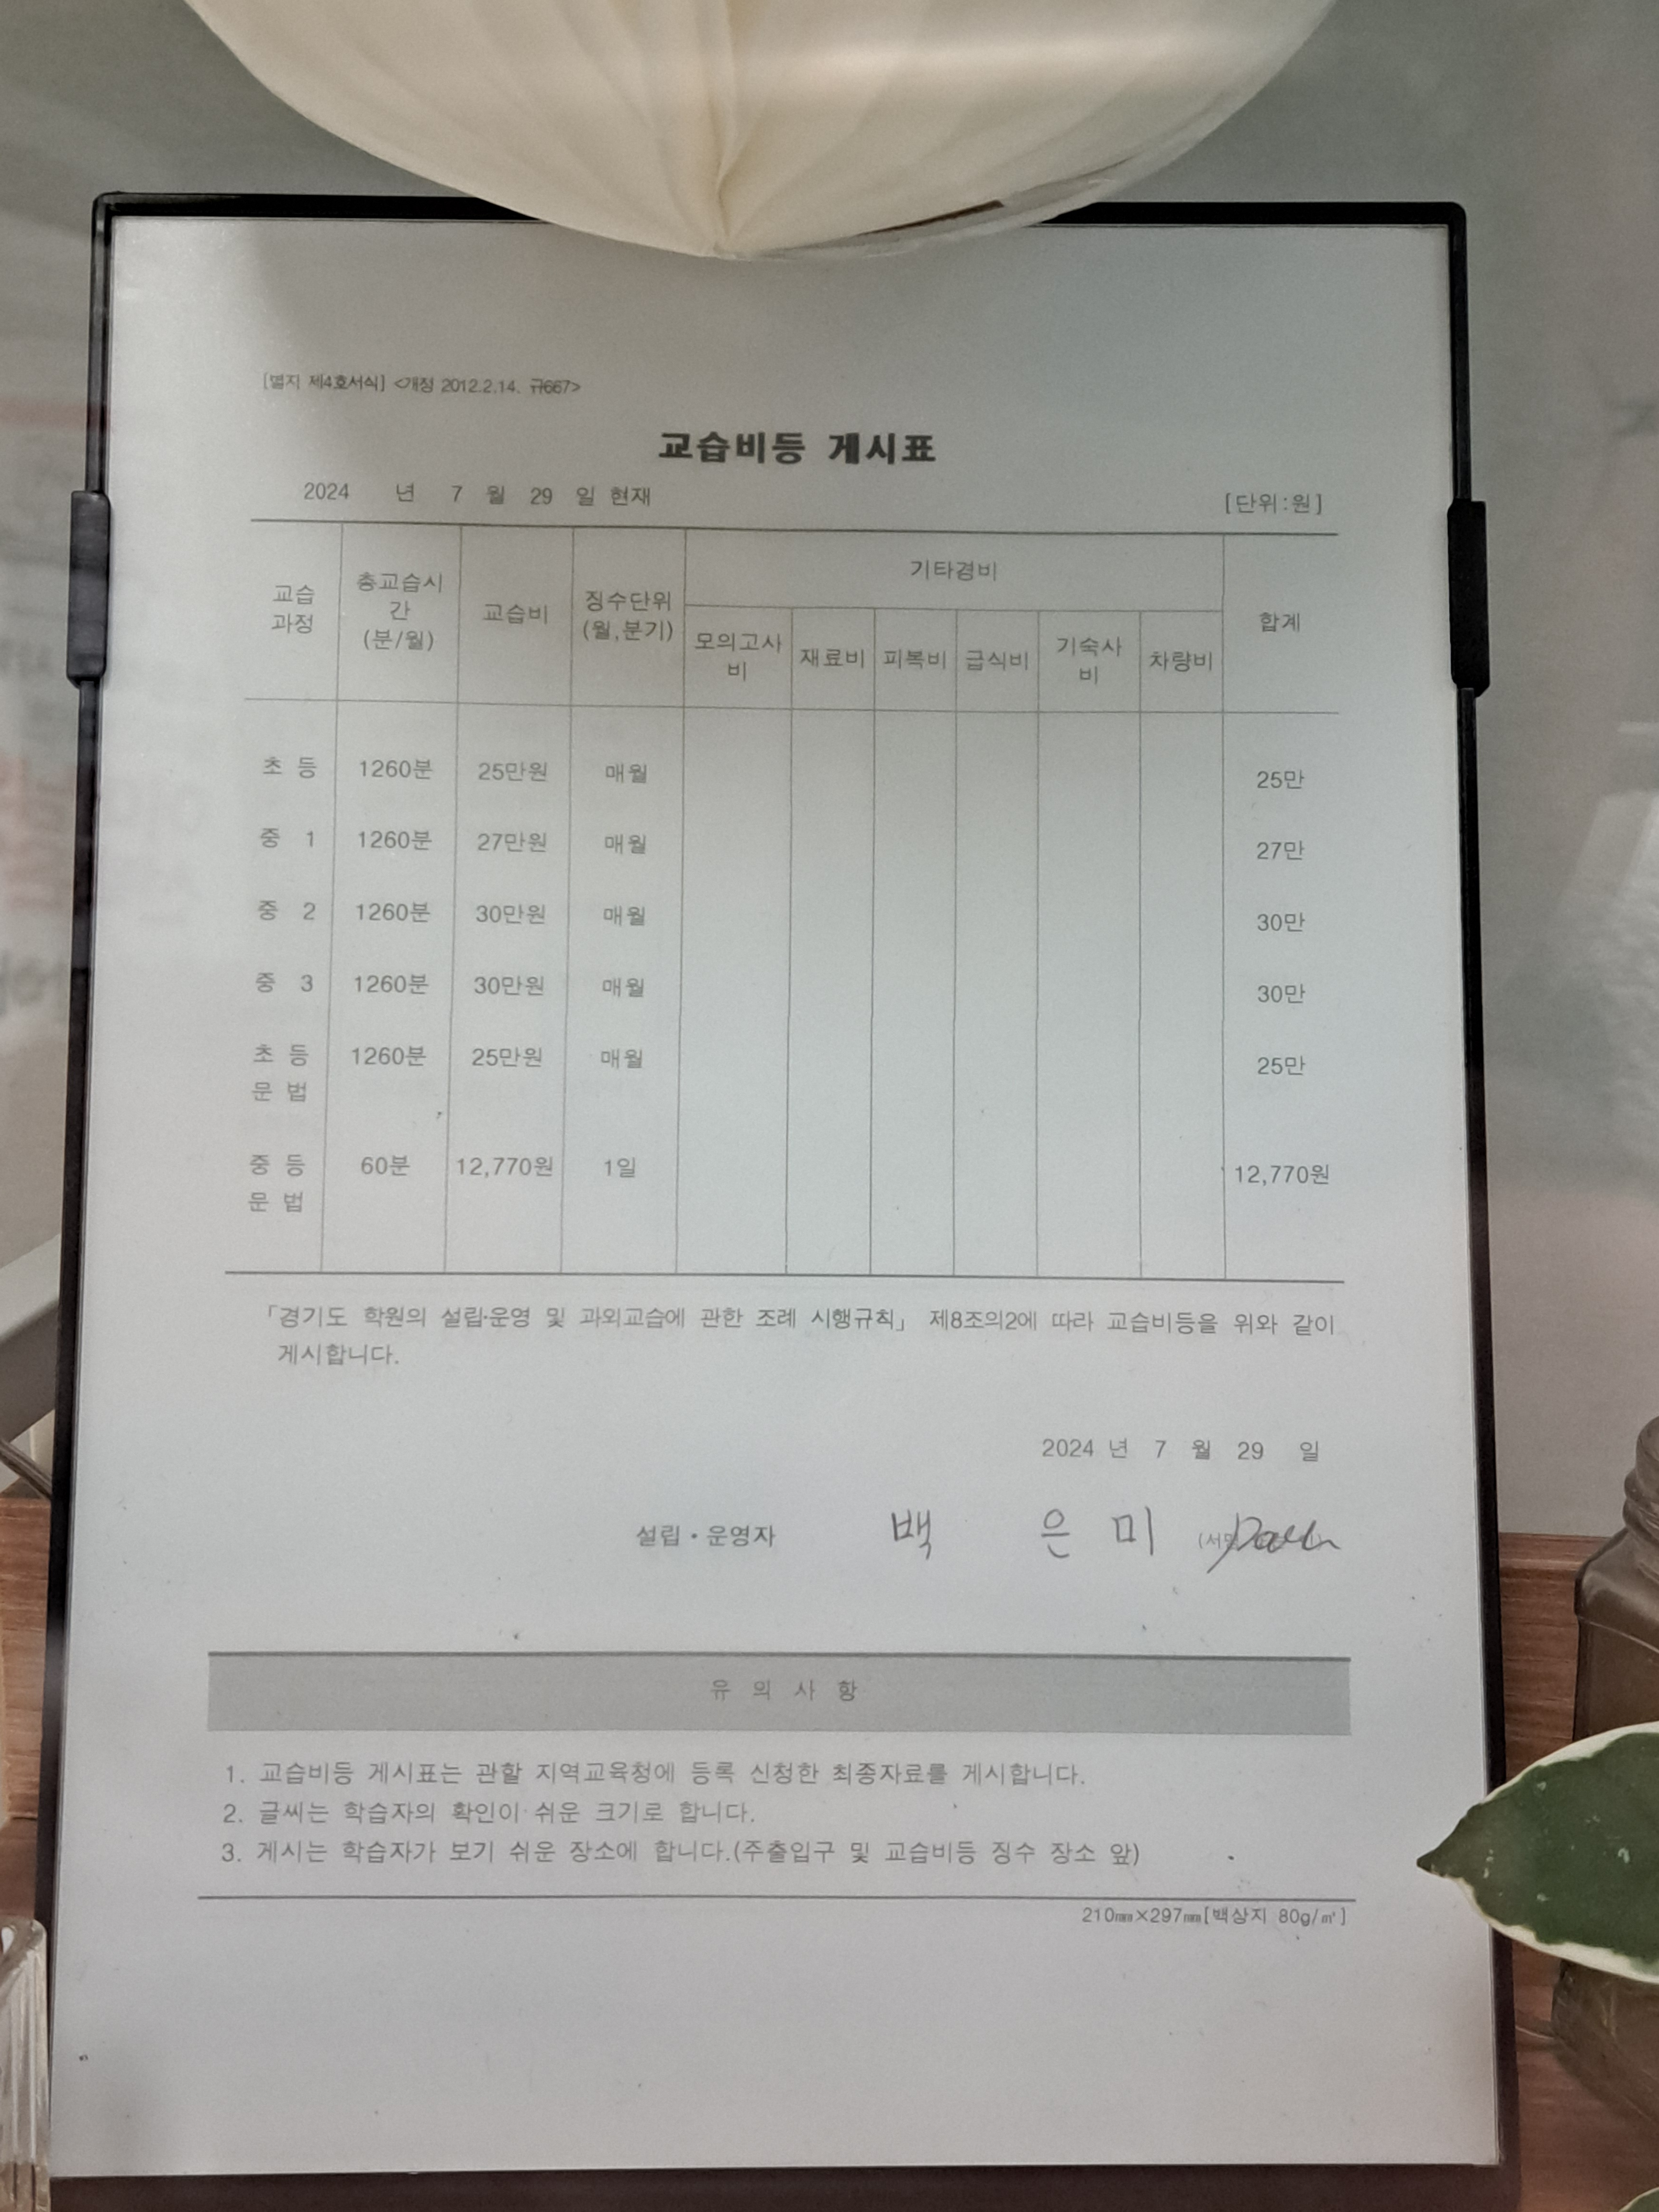 [별지 제4호서식] <개정 2012.2.14. 규667>
교습비등 게시표
2024 년 7 월 29 일 현재 [단위:원]
교습
과정
총교습시
간
(분/월)
교습비
징수단위
(월,분기)
기타경비
모의고사
비
재료비
피복비
급식비
기숙사
비
차량비
합계
초 등 1260분 25만원 매월 25만
중 1 1260분 27만원 매월 27만
중 2 1260분 30만원 매월 30만
중 3 1260분 30만원 매월 30만
초 등 1260분 25만원 매월 25만
문 법
중 등 60분 12,770원 1일 12,770원
문 법
「경기도 학원의 설립·운영 및 과외교습에 관한 조례 시행규칙」 제8조의2에 따라 교습비등을 위와 같이
게시합니다.
2024 년 7 월 29 일
설립·운영자 백 은 미
유 의 사 항
1. 교습비등 게시표는 관할 지역교육청에 등록 신청한 최종자료를 게시합니다.
2. 글씨는 학습자의 확인이 쉬운 크기로 합니다.
3. 게시는 학습자가 보기 쉬운 장소에 합니다.(주출입구 및 교습비등 징수 장소 앞)
210㎜×297㎜[백상지 80g/㎡]